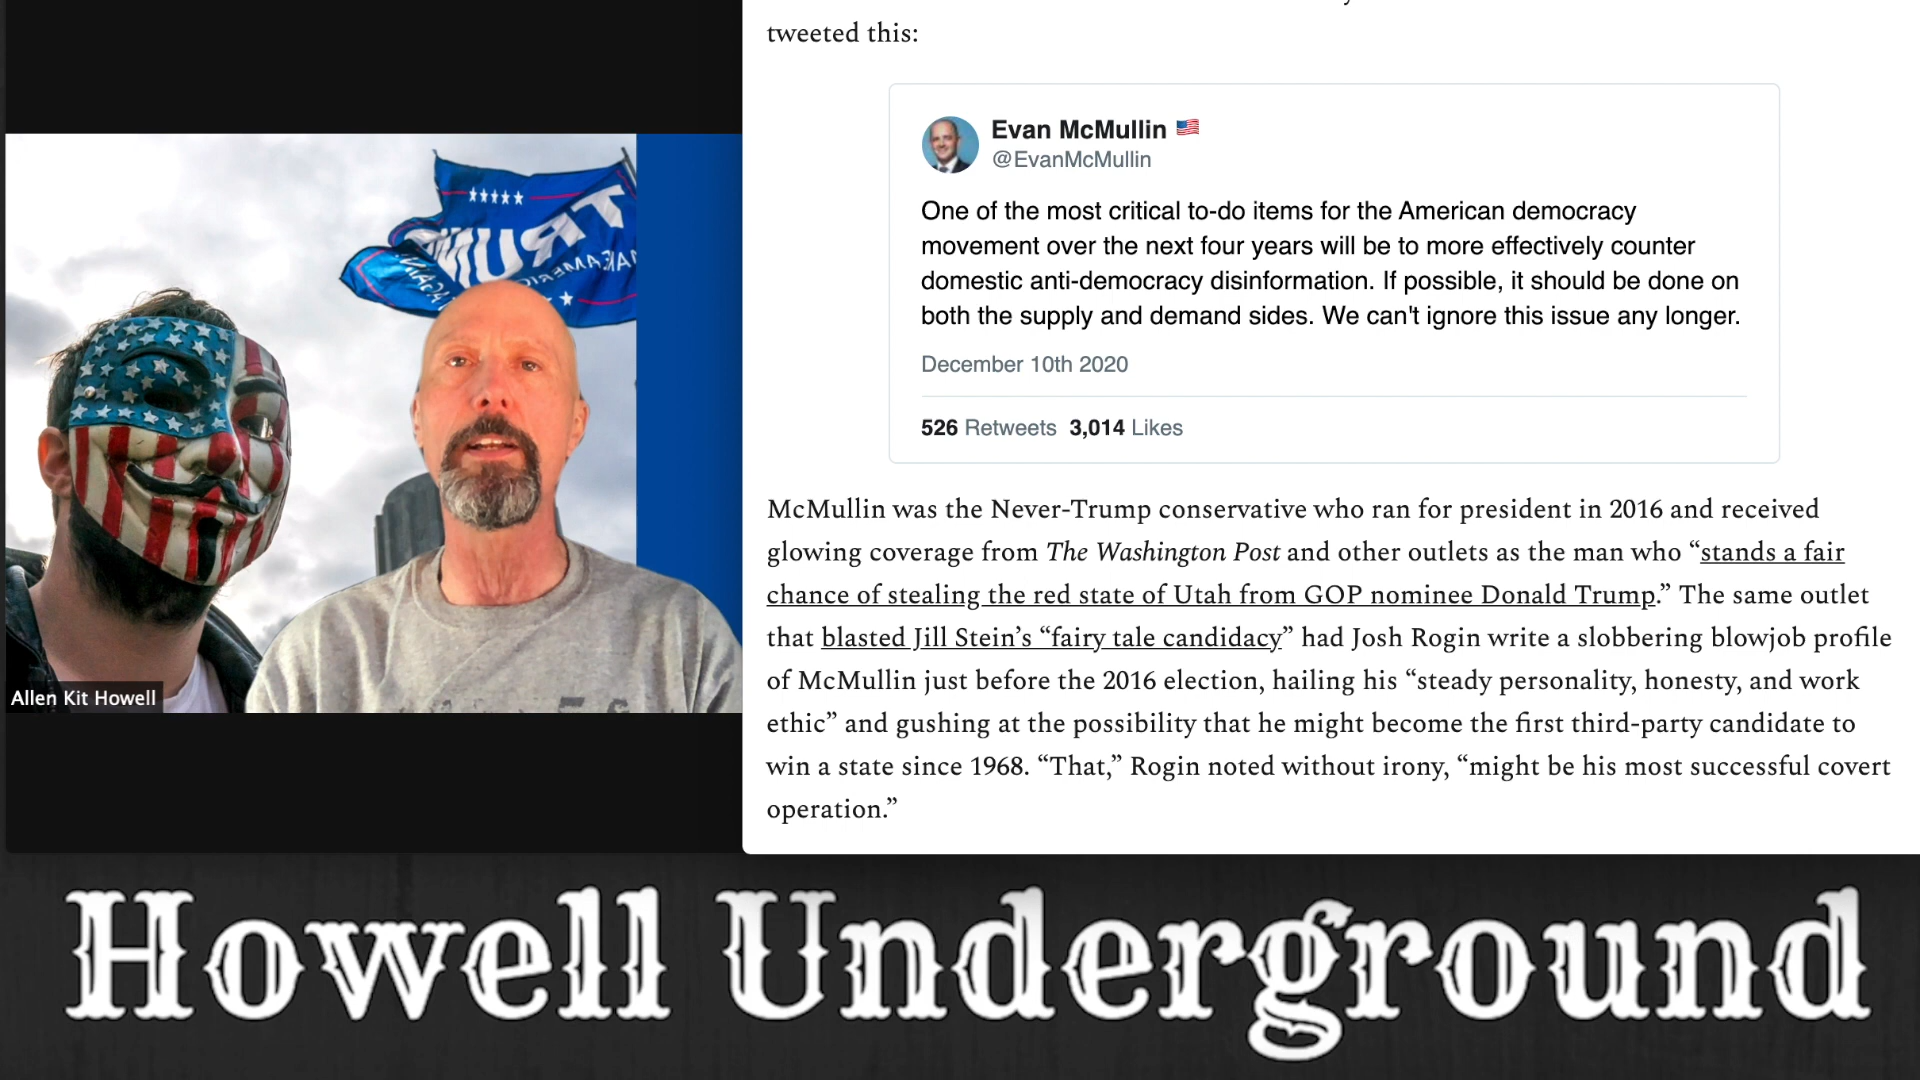 tweeted this:
Evan McMullin 🇺🇸
@EvanMcMullin
One of the most critical to-do items for the American democracy
movement over the next four years will be to more effectively counter
domestic anti-democracy disinformation. If possible, it should be done on
both the supply and demand sides. We can't ignore this issue any longer.
December 10th 2020
526 Retweets 3,014 Likes
McMullin was the Never-Trump conservative who ran for president in 2016 and received
glowing coverage from The Washington Post and other outlets as the man who “stands a fair
chance of stealing the red state of Utah from GOP nominee Donald Trump.” The same outlet
that blasted Jill Stein’s “fairy tale candidacy” had Josh Rogin write a slobbering blowjob profile
of McMullin just before the 2016 election, hailing his “steady personality, honesty, and work
ethic” and gushing at the possibility that he might become the first third-party candidate to
win a state since 1968. “That,” Rogin noted without irony, “might be his most successful covert
operation.”
TRUM
Allen Kit Howell
Howell Underground